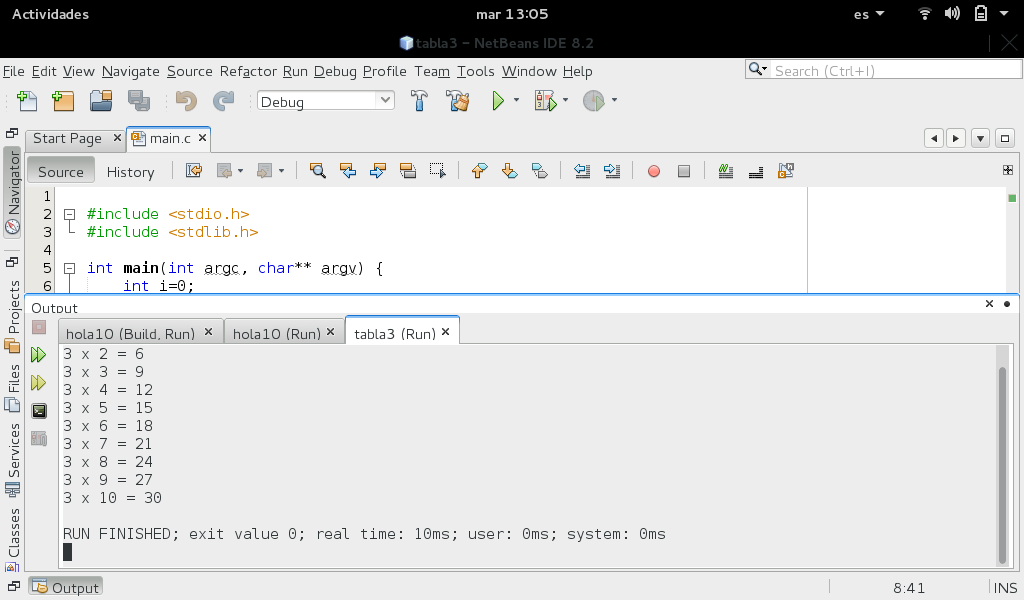 Actividades mar 13:05 es
tabla3 – NetBeans IDE 8.2
File Edit View Navigate Source Refactor Run Debug Profile Team Tools Window Help Search (Ctrl+I)
Debug
Start Page main.c
Source History
Navigator
Projects
Files
Services
Classes
1
2 #include <stdio.h>
3 #include <stdlib.h>
4
5 int main(int argc, char** argv) {
6 int i=0;
Output
hola10 (Build, Run) hola10 (Run) tabla3 (Run)
3 x 2 = 6
3 x 3 = 9
3 x 4 = 12
3 x 5 = 15
3 x 6 = 18
3 x 7 = 21
3 x 8 = 24
3 x 9 = 27
3 x 10 = 30
RUN FINISHED; exit value 0; real time: 10ms; user: 0ms; system: 0ms
Output 8:41 INS